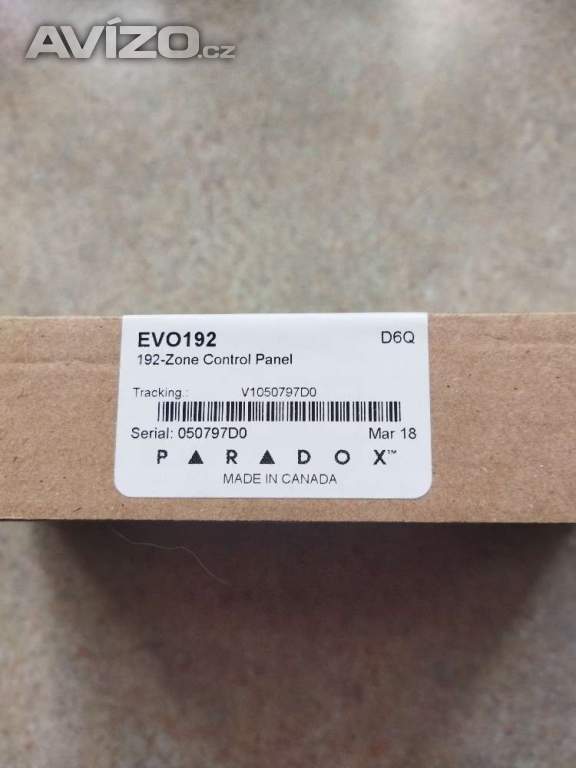 AVÍZO.cz
EVO192 D6Q
192-Zone Control Panel
Tracking.: V1050797D0
Serial: 050797D0 Mar 18
PARADOX™
MADE IN CANADA